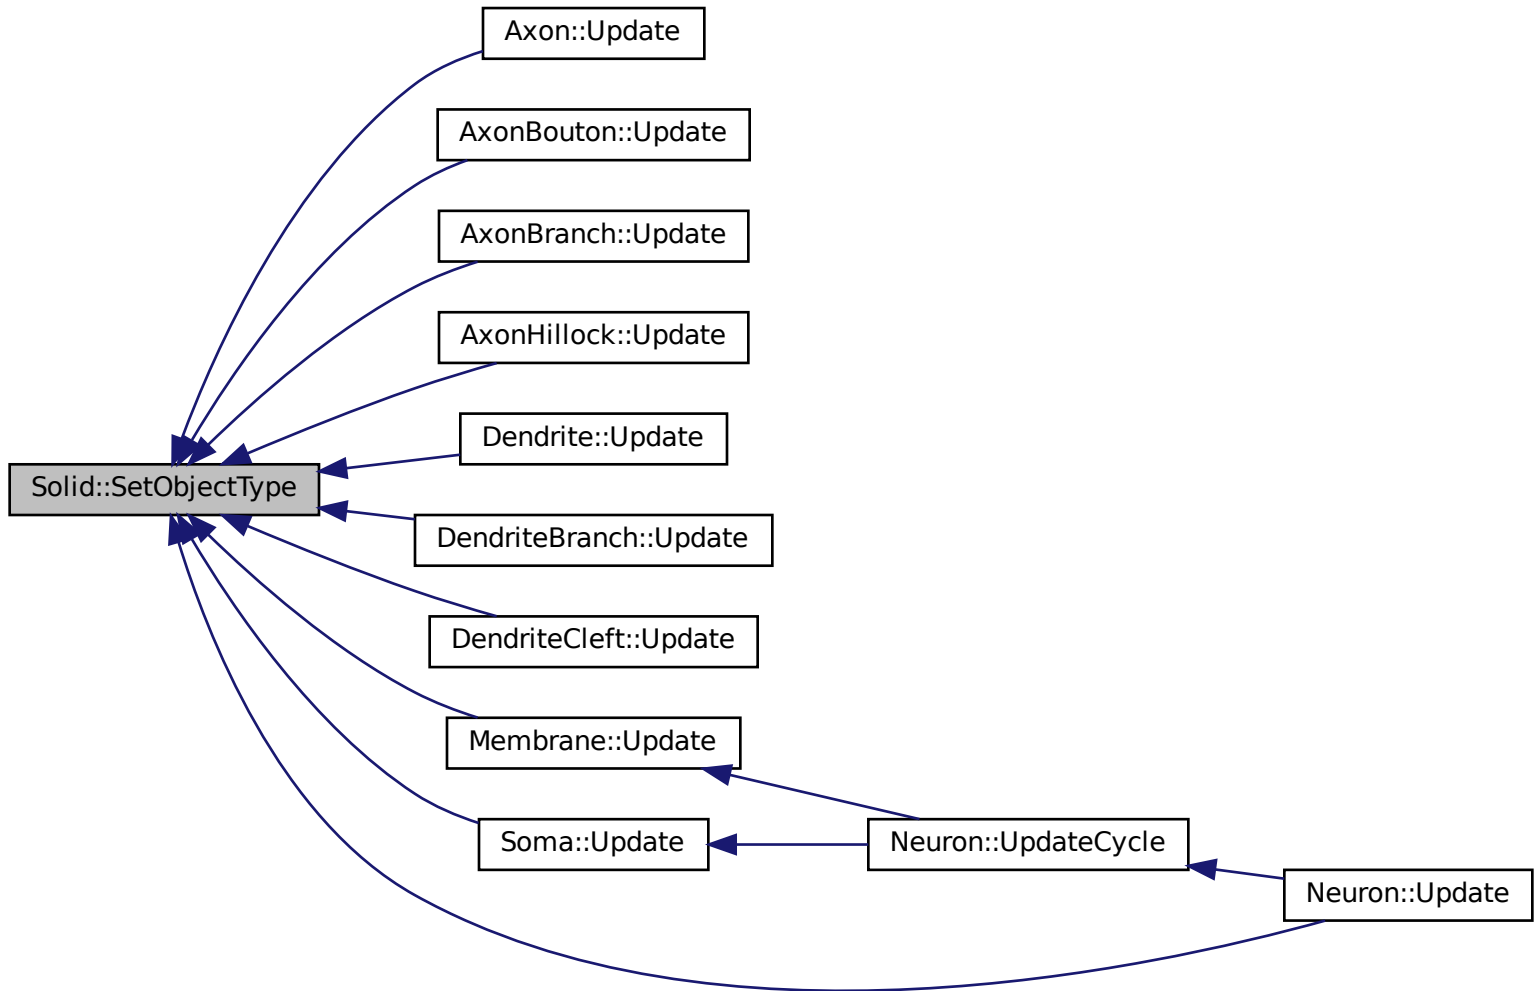 Axon::Update
AxonBouton::Update
AxonBranch::Update
AxonHillock::Update
Dendrite::Update
Solid::SetObjectType
DendriteBranch::Update
DendriteCleft::Update
Membrane::Update
Soma::Update
Neuron::UpdateCycle
Neuron::Update